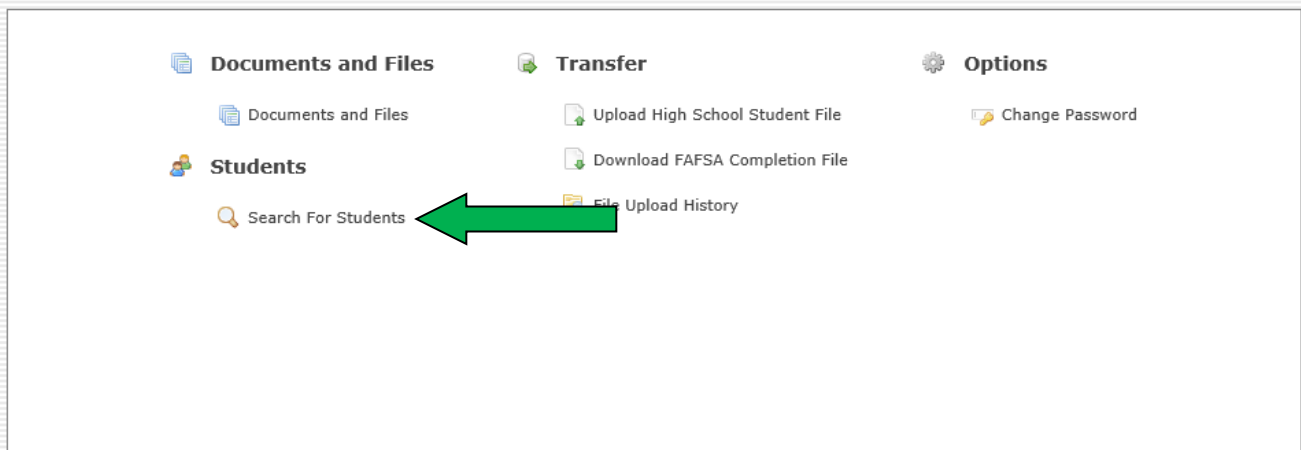 Documents and Files
Documents and Files
Students
Search For Students
Transfer
Upload High School Student File
Download FAFSA Completion File
File Upload History
Options
Change Password